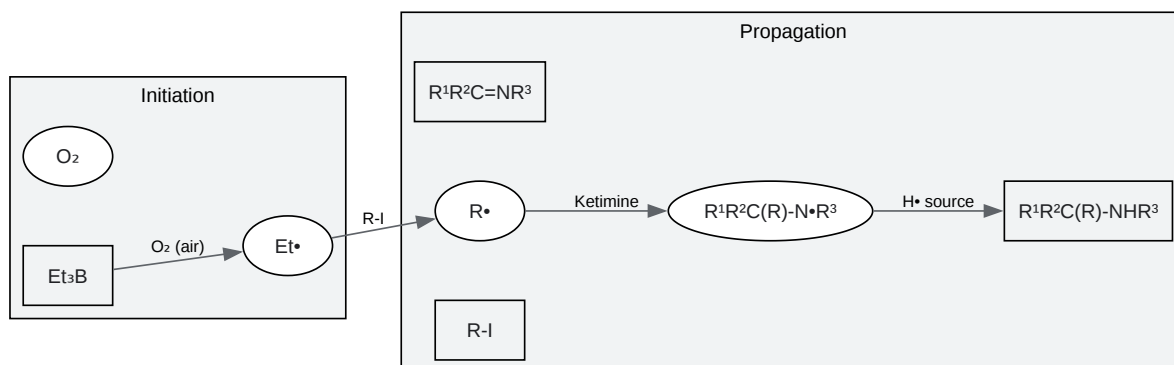 Initiation
O₂
Et₃B
O₂ (air)
Et•
R-I
Propagation
R¹R²C=NR³
R•
Ketimine
R¹R²C(R)-N•R³
H• source
R¹R²C(R)-NHR³
R-I